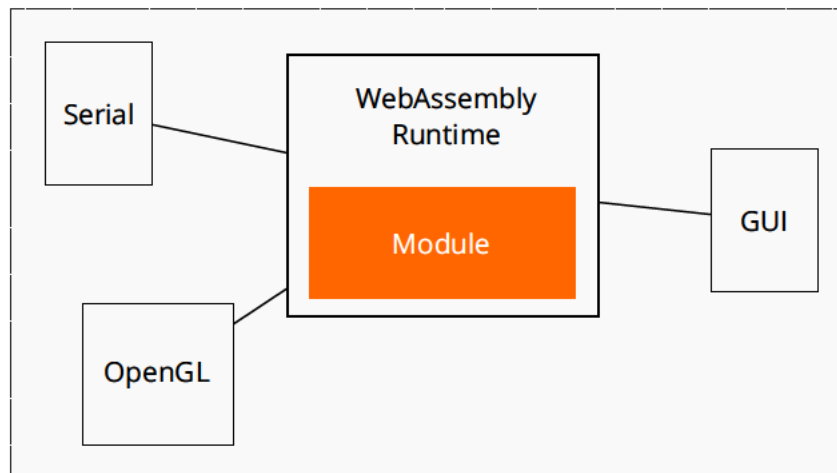 Serial
WebAssembly
Runtime
Module
GUI
OpenGL